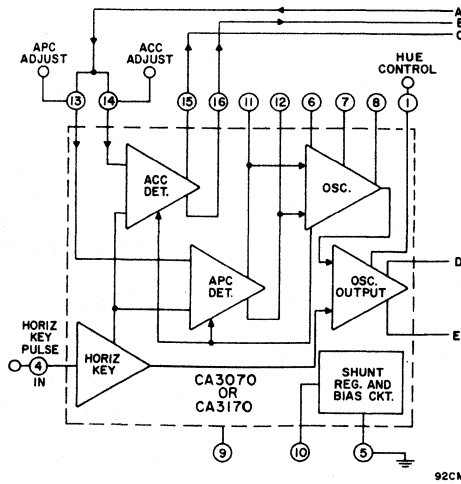 A
B
C
APC
ADJUST
ACC
ADJUST
HUE
CONTROL
13 14 15 16 11 12 6 7 8 1
ACC
DET.
OSC.
APC
DET.
OSC.
OUTPUT
D
E
HORIZ
KEY
PULSE
4
IN
HORIZ
KEY
CA3070
OR
CA3170
SHUNT
REG. AND
BIAS CKT.
9 10 5
92CM